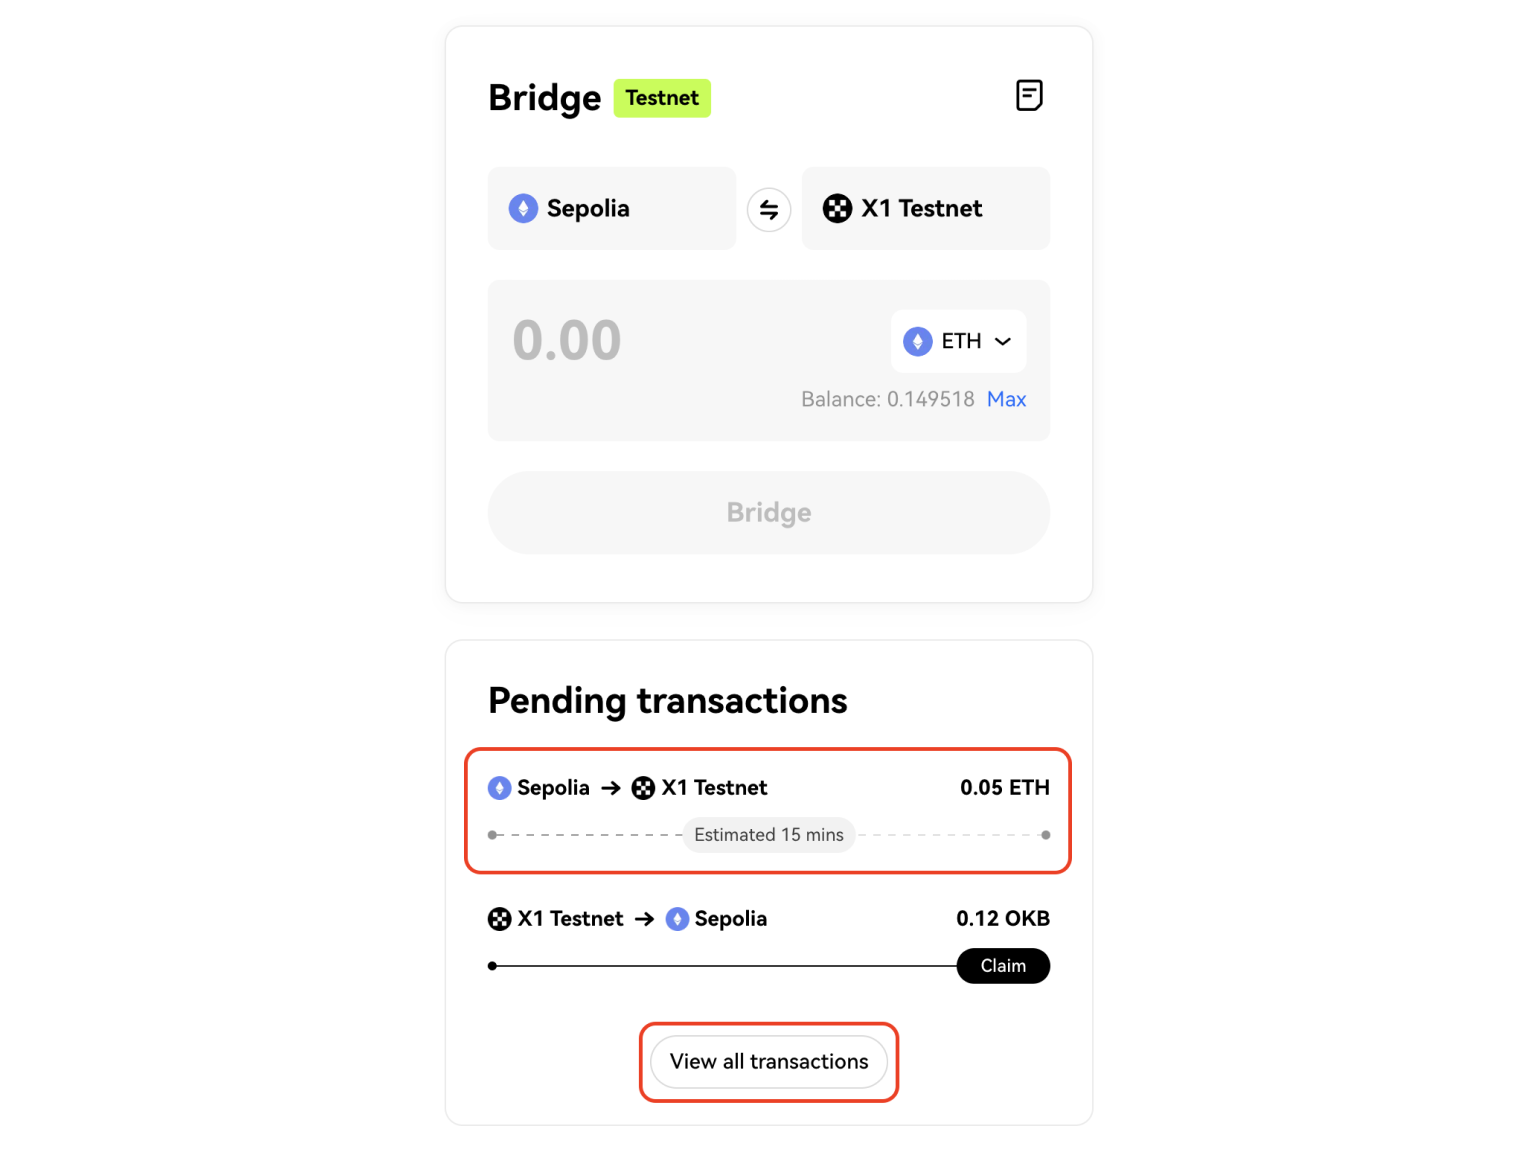 Bridge Testnet
Sepolia X1 Testnet
0.00 ETH
Balance: 0.149518 Max
Bridge
Pending transactions
Sepolia → X1 Testnet 0.05 ETH
Estimated 15 mins
X1 Testnet → Sepolia 0.12 OKB
Claim
View all transactions